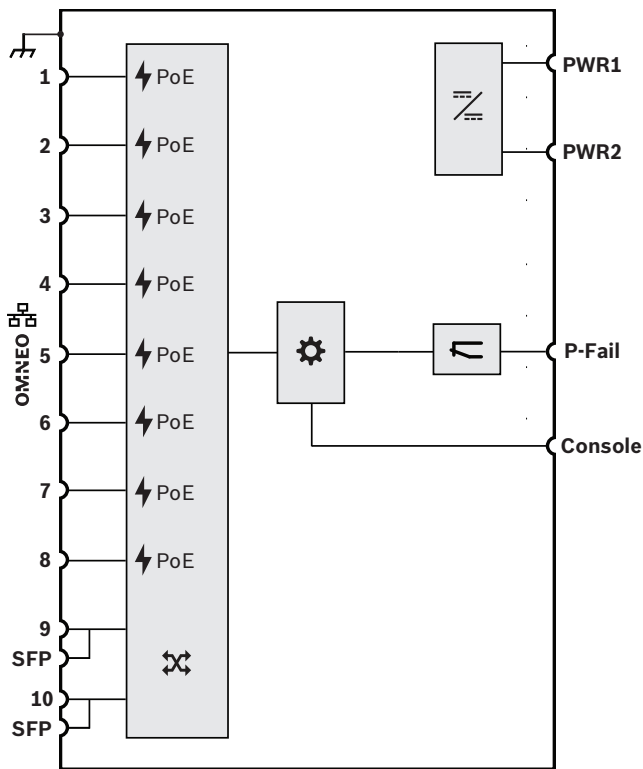 PWR1
1 PoE
2 PoE
PWR2
3 PoE
4 PoE
OMNEO
5 PoE
P-Fail
6 PoE
Console
7 PoE
8 PoE
9
SFP
10
SFP